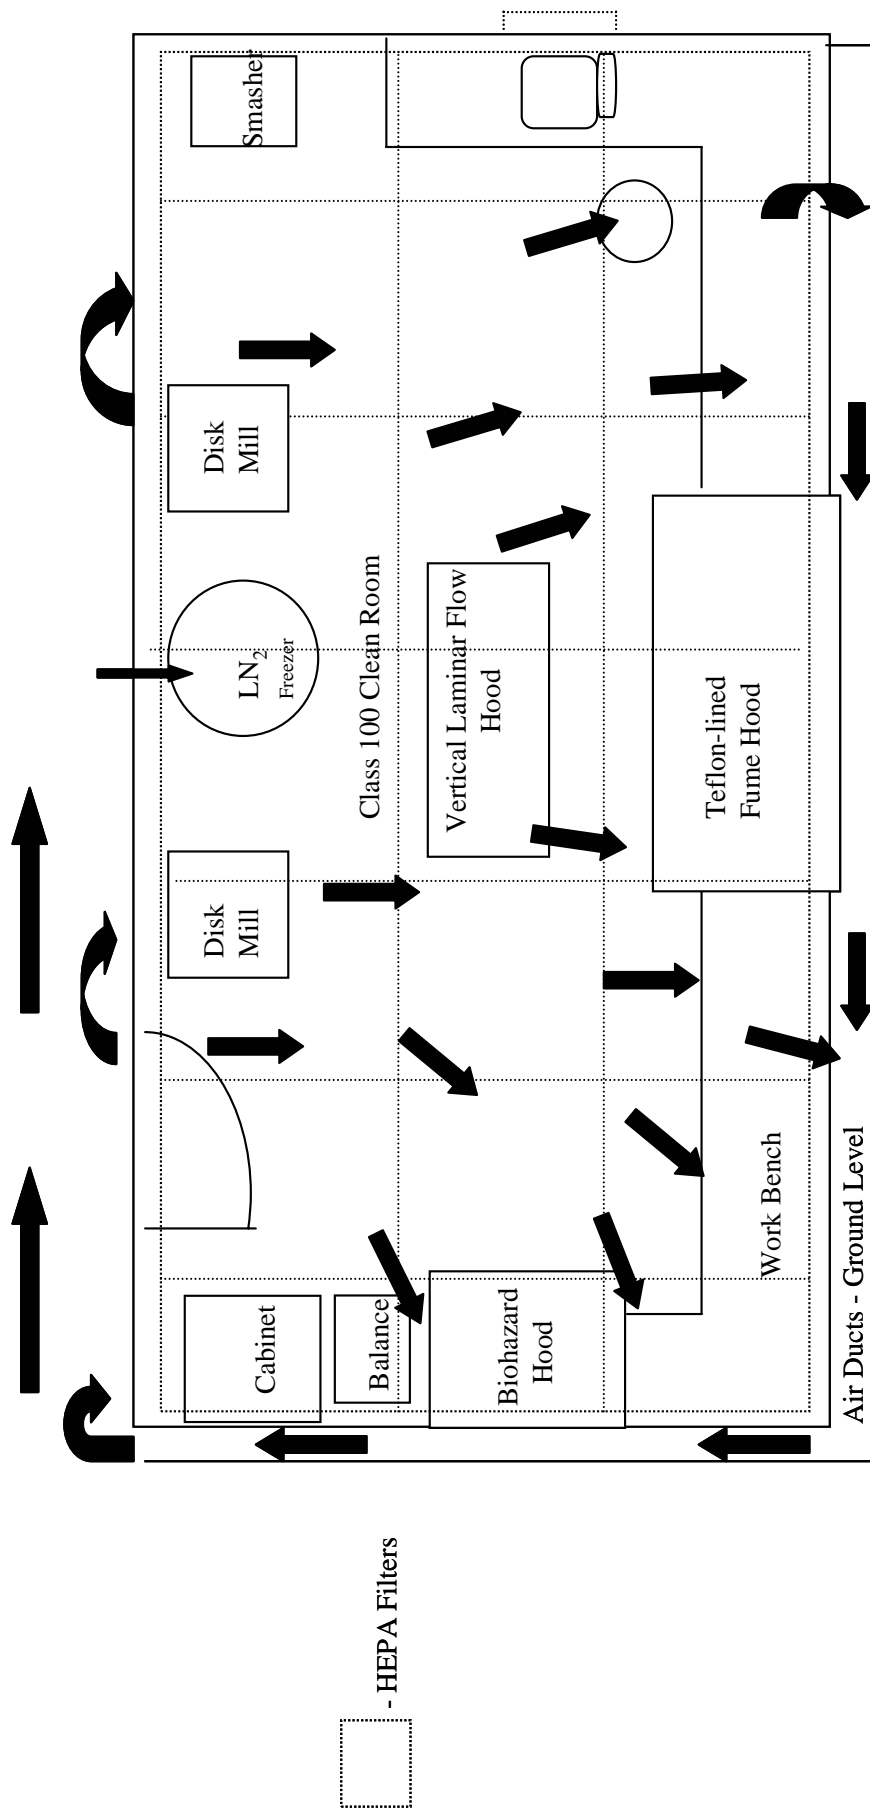 Cabinet
Balance
Biohazard
Hood
Disk
Mill
LN2
Freezer
Disk
Mill
Smasher
Class 100 Clean Room
Vertical Laminar Flow
Hood
Teflon-lined
Fume Hood
Work Bench
Air Ducts - Ground Level
- HEPA Filters